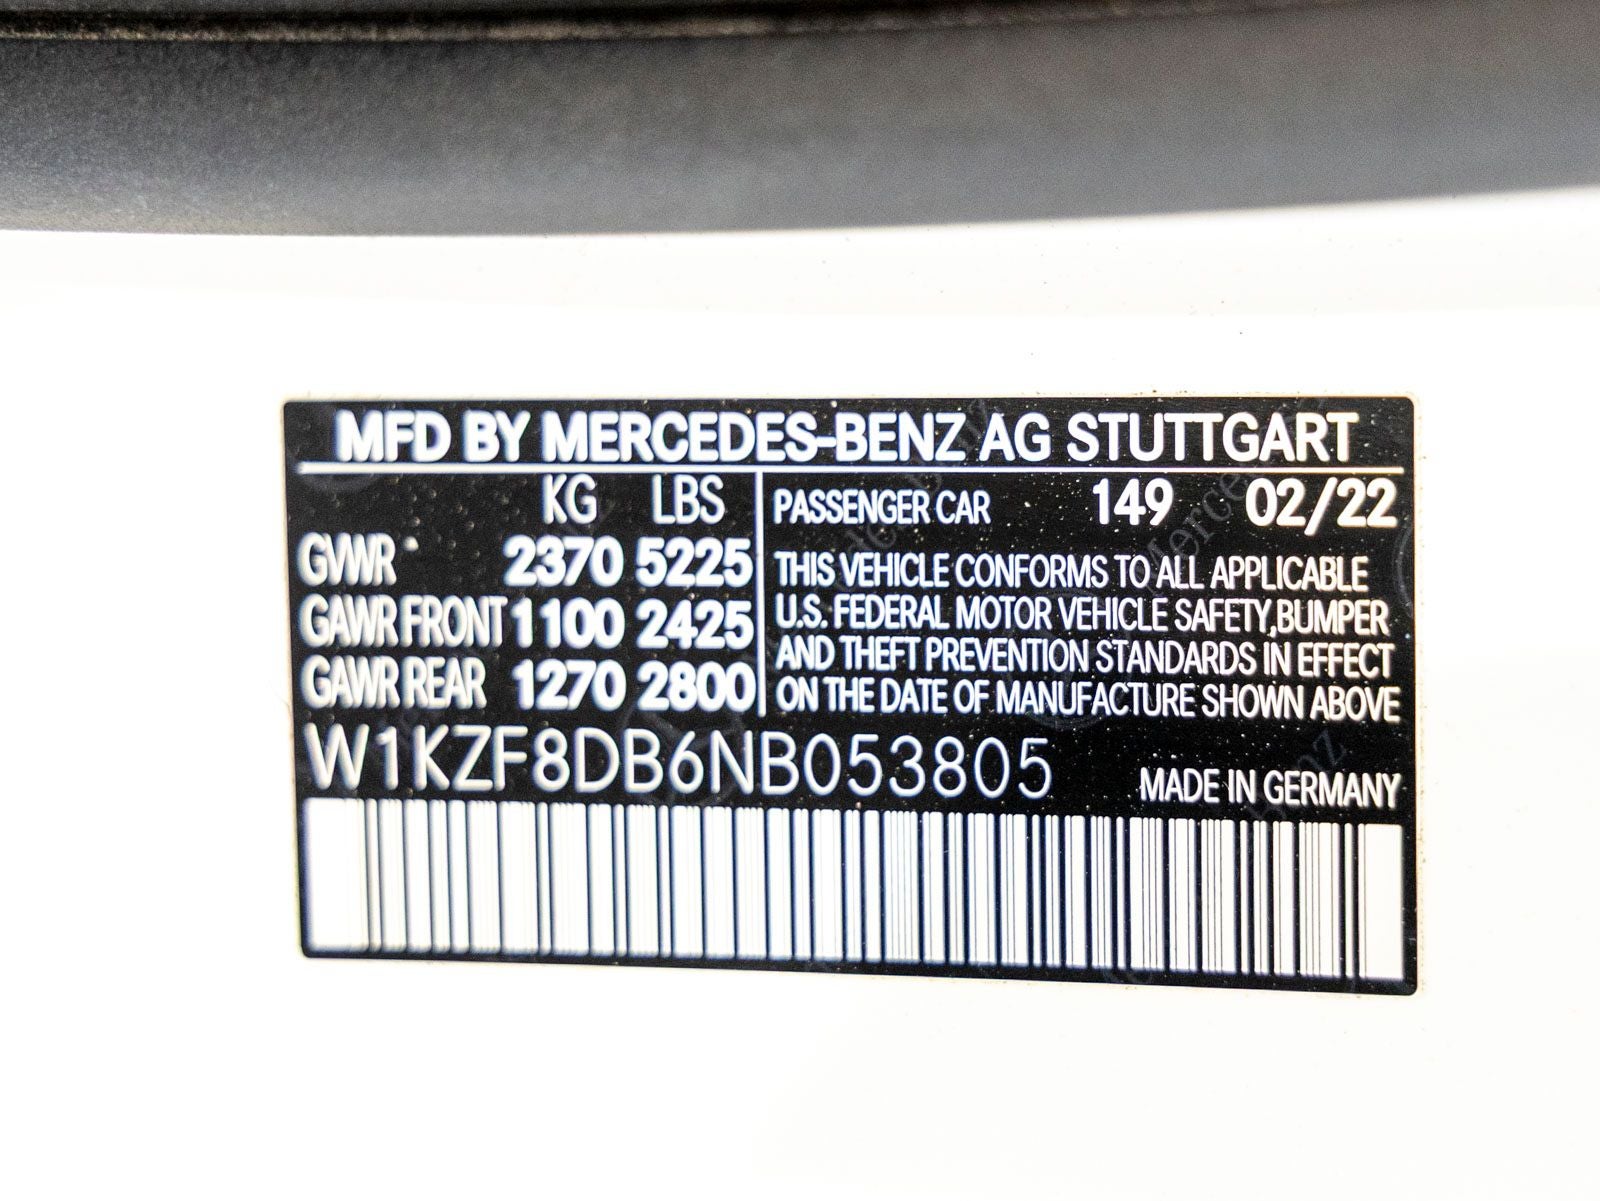 MFD BY MERCEDES-BENZ AG STUTTGART
KG LBS
GVWR 2370 5225
GAWR FRONT 1100 2425
GAWR REAR 1270 2800
PASSENGER CAR 149 02/22
THIS VEHICLE CONFORMS TO ALL APPLICABLE
U.S. FEDERAL MOTOR VEHICLE SAFETY, BUMPER
AND THEFT PREVENTION STANDARDS IN EFFECT
ON THE DATE OF MANUFACTURE SHOWN ABOVE
W1KZF8DB6NB053805
MADE IN GERMANY